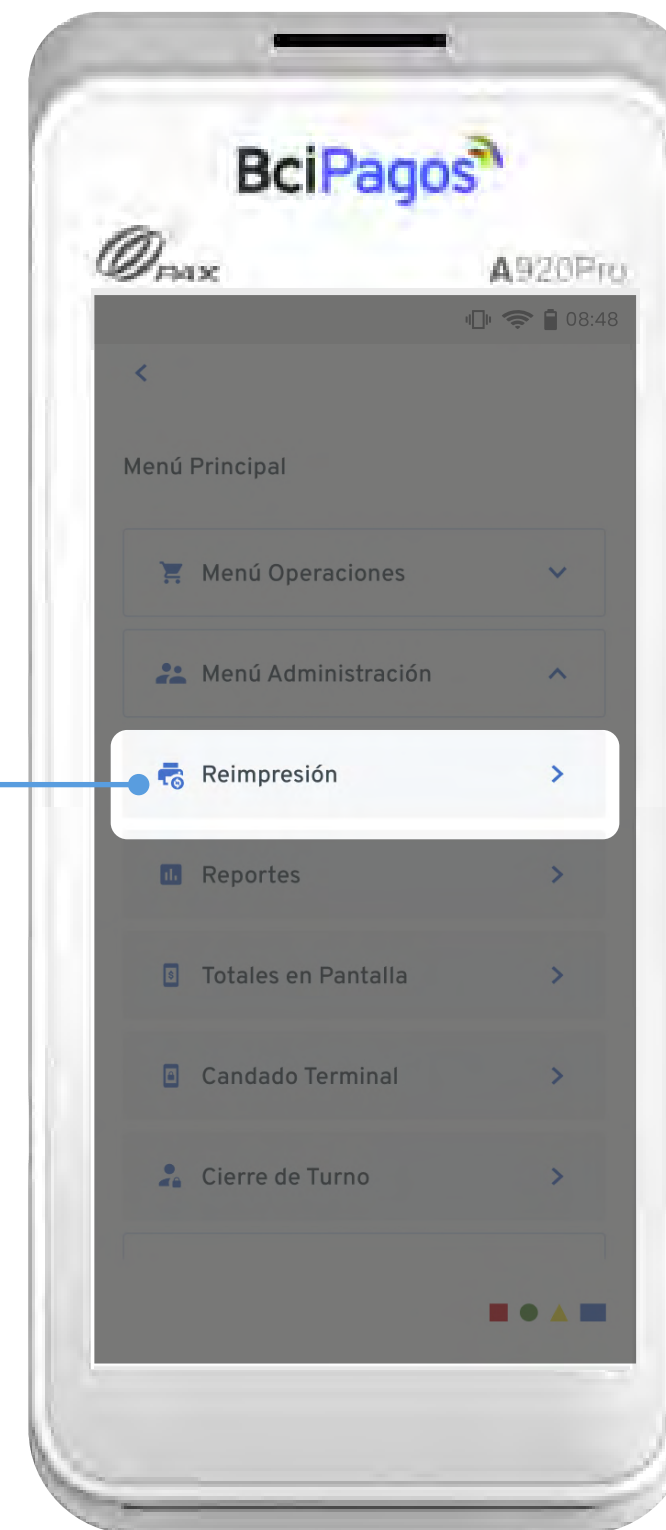 BciPagos
PAX
A920Pro
08:48
Menú Principal
Menú Operaciones
Menú Administración
Reimpresión
Reportes
Totales en Pantalla
Candado Terminal
Cierre de Turno